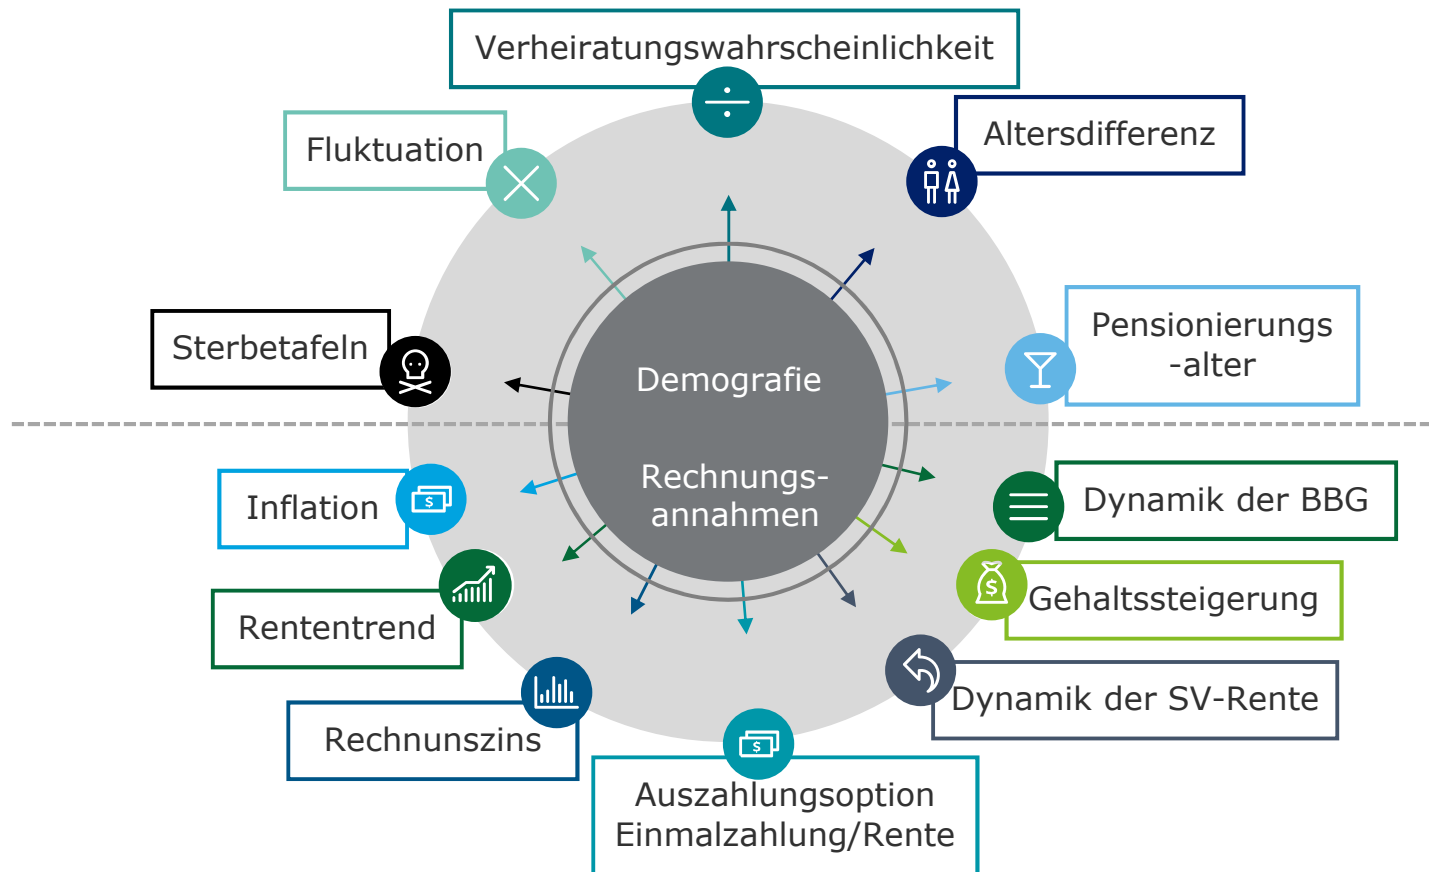 Verheiratungswahrscheinlichkeit
Fluktuation
Altersdifferenz
Sterbetafeln
Pensionierungs
-alter
Demografie
Rechnungs-
annahmen
Inflation
Dynamik der BBG
Rententrend
Gehaltssteigerung
Rechnunszins
Dynamik der SV-Rente
Auszahlungsoption
Einmalzahlung/Rente
$
$
$